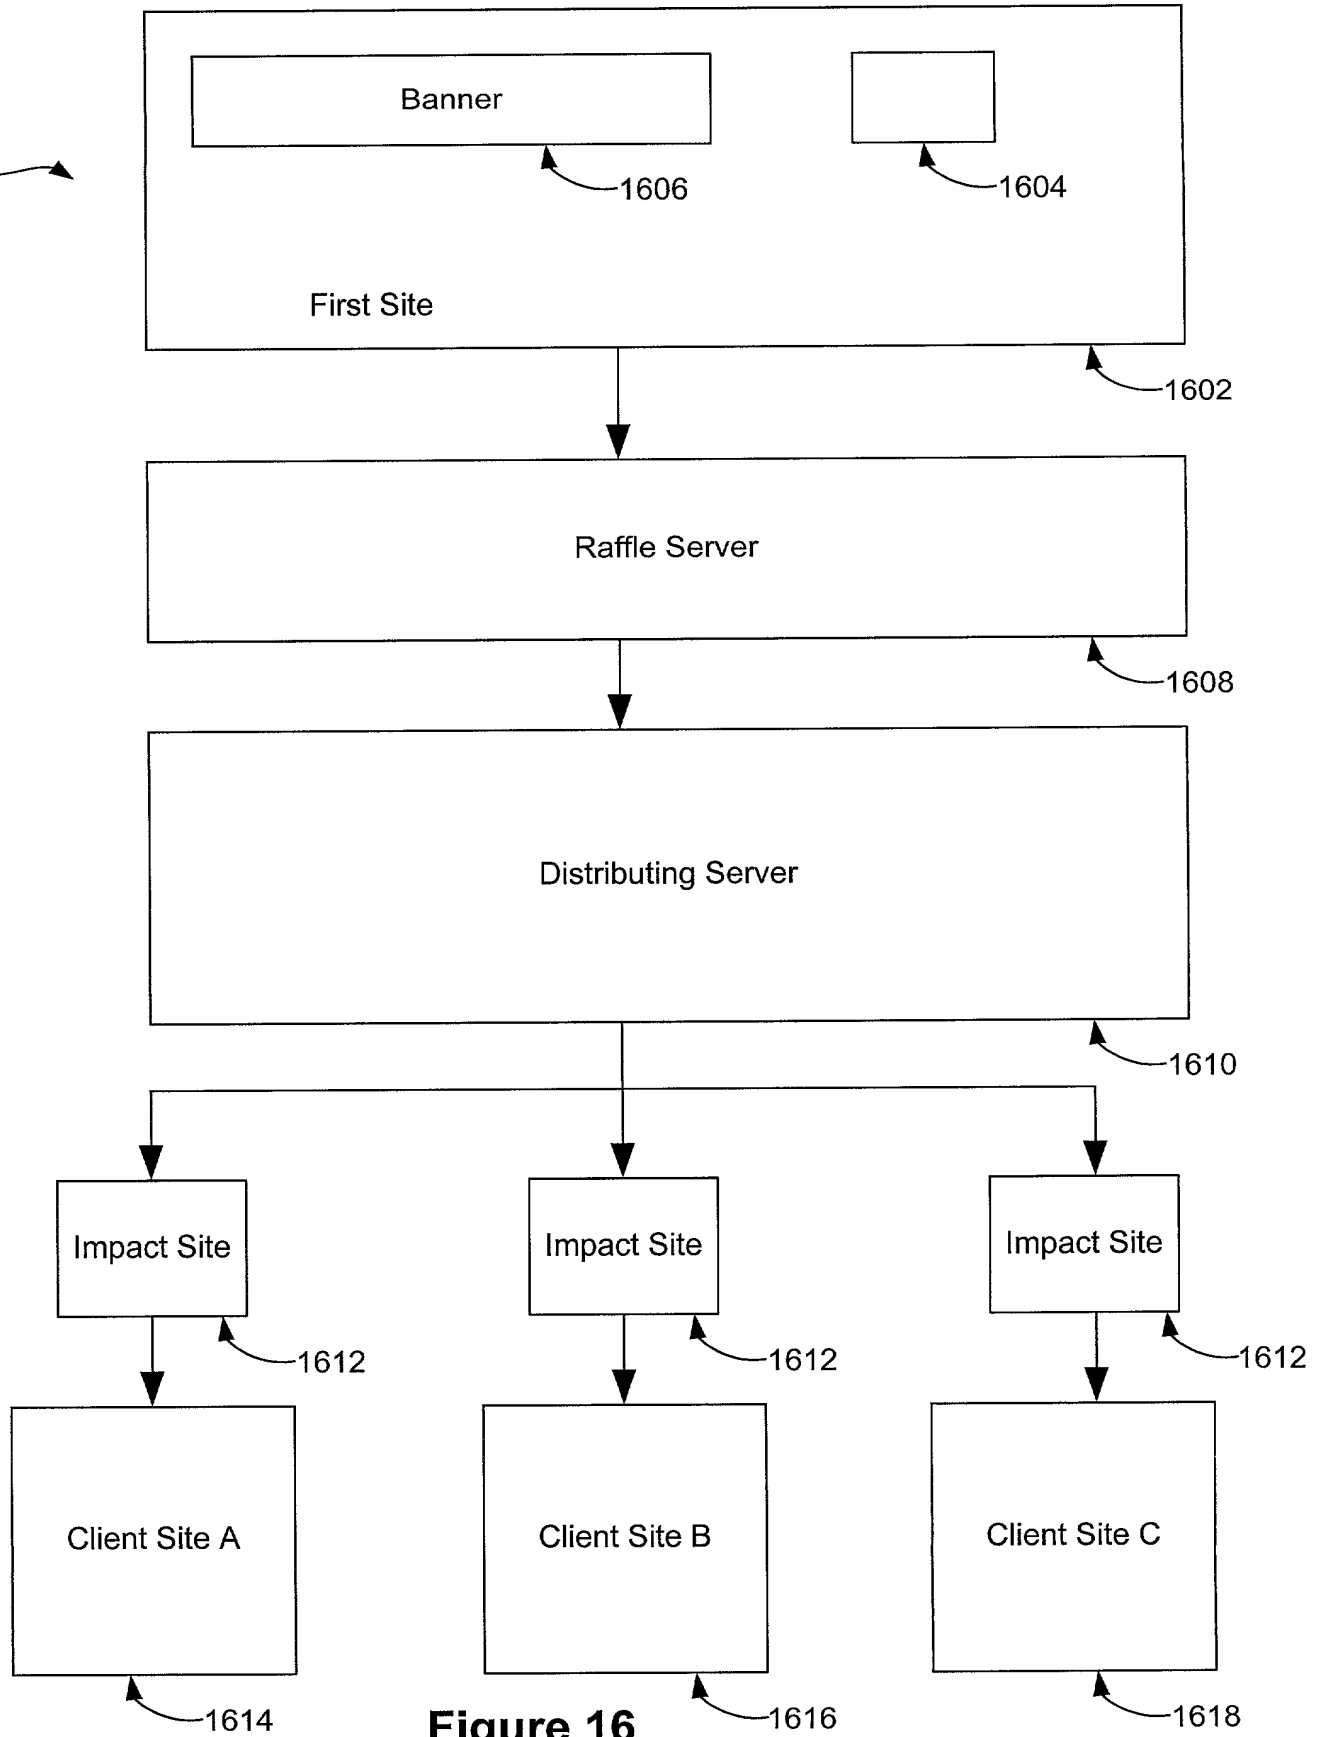 Banner
1606
1604
First Site
1602
Raffle Server
1608
Distributing Server
1610
Impact Site
Impact Site
Impact Site
1612
1612
1612
Client Site A
Client Site B
Client Site C
1614
1616
1618
Figure 16